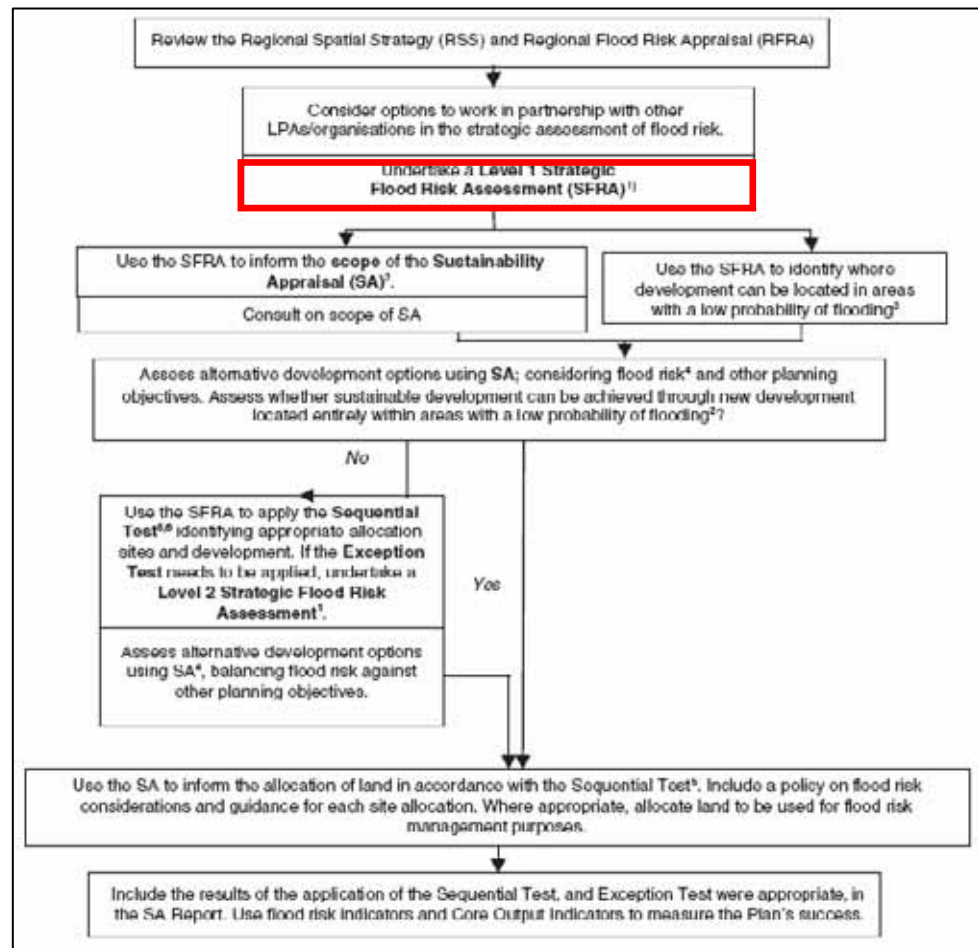 Review the Regional Spatial Strategy (RSS) and Regional Flood Risk Appraisal (RFRA)
Consider options to work in partnership with other
LPAs/organisations in the strategic assessment of flood risk.
Undertake a Level 1 Strategic
Flood Risk Assessment (SFRA)¹⁾
Use the SFRA to inform the scope of the Sustainability
Appraisal (SA)³.
Consult on scope of SA
Use the SFRA to identify where
development can be located in areas
with a low probability of flooding²
Assess alternative development options using SA; considering flood risk⁴ and other planning
objectives. Assess whether sustainable development can be achieved through new development
located entirely within areas with a low probability of flooding²?
No
Yes
Use the SFRA to apply the Sequential
Test⁵,⁶ identifying appropriate allocation
sites and development. If the Exception
Test needs to be applied, undertake a
Level 2 Strategic Flood Risk
Assessment¹.
Assess alternative development options
using SA⁴, balancing flood risk against
other planning objectives.
Use the SA to inform the allocation of land in accordance with the Sequential Test⁵. Include a policy on flood risk
considerations and guidance for each site allocation. Where appropriate, allocate land to be used for flood risk
management purposes.
Include the results of the application of the Sequential Test, and Exception Test were appropriate, in
the SA Report. Use flood risk indicators and Core Output Indicators to measure the Plan's success.